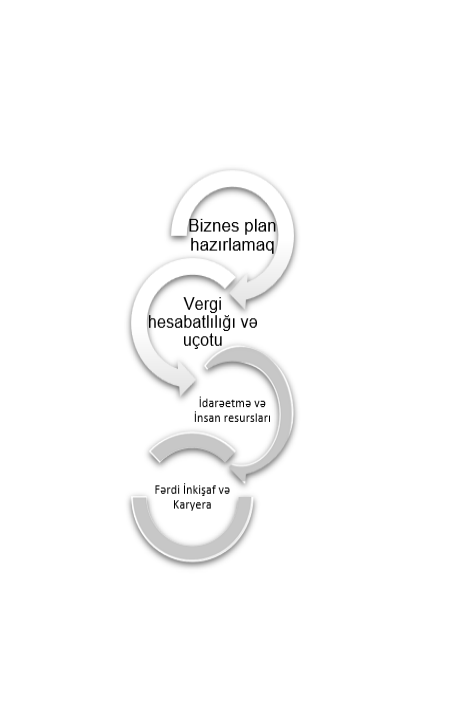 Biznes plan
hazırlamaq
Vergi
hesabatlılığı və
uçotu
İdarəetmə və
İnsan resursları
Fərdi İnkişaf və
Karyera